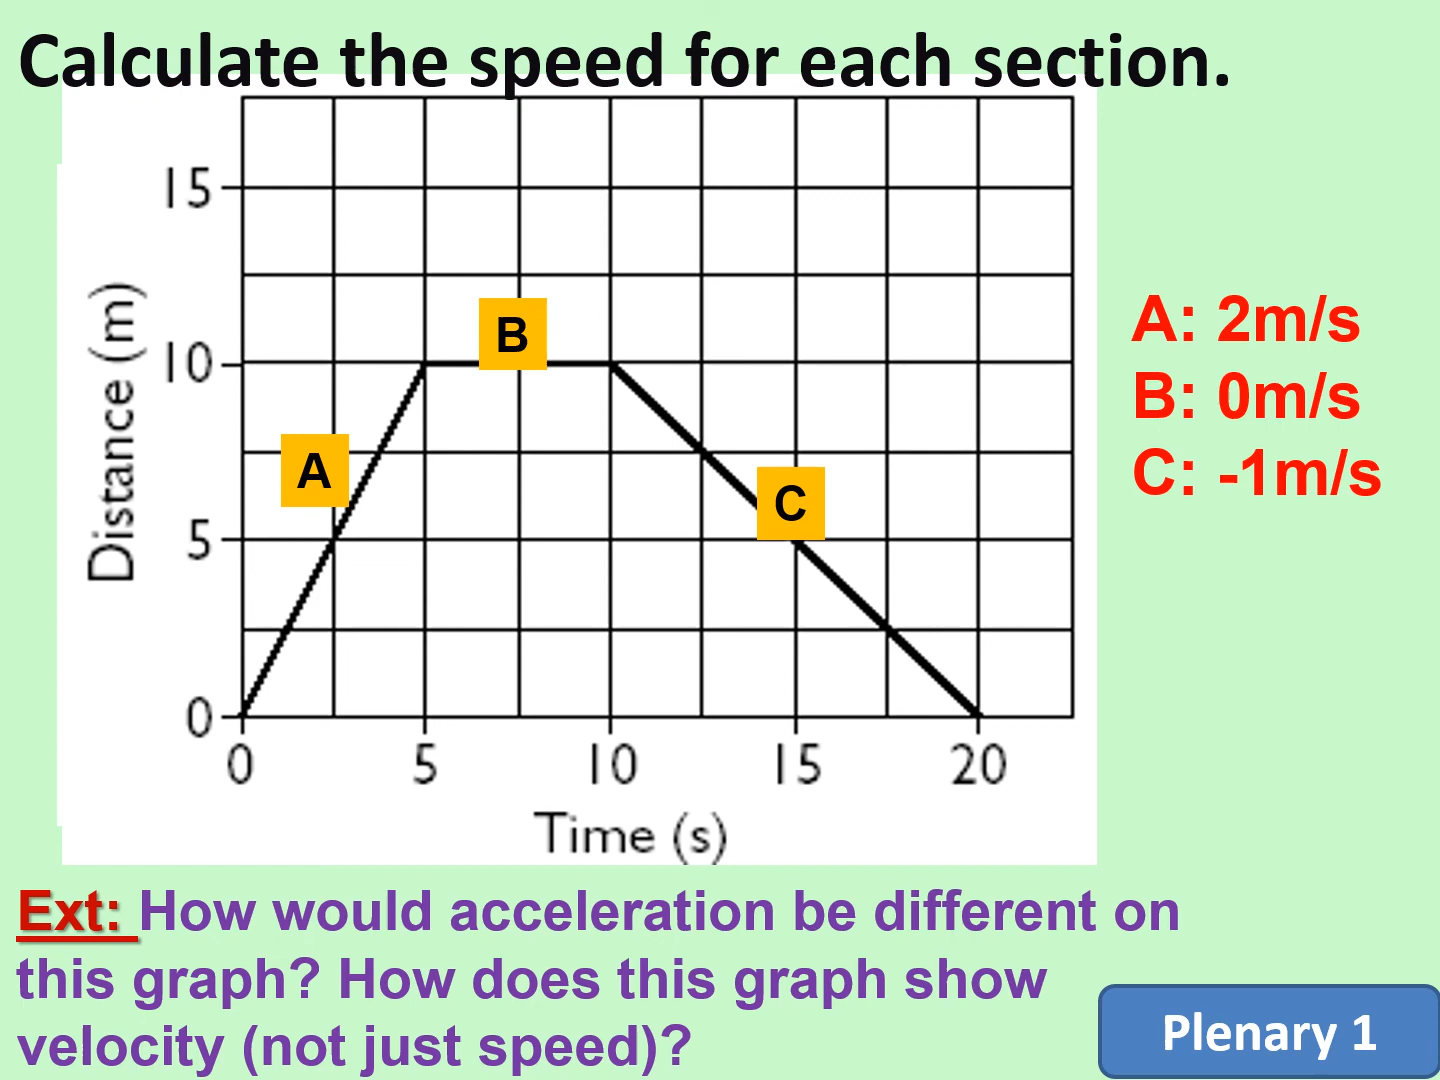 Calculate the speed for each section.
15
10
5
0
Distance (m)
A
B
C
0 5 10 15 20
Time (s)
A: 2m/s
B: 0m/s
C: -1m/s
Ext: How would acceleration be different on
this graph? How does this graph show
velocity (not just speed)?
Plenary 1